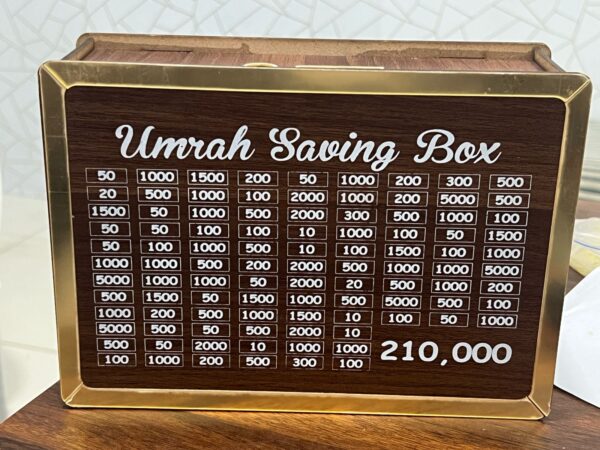 Umrah Saving Box
50 1000 1500 200 50 1000 200 300 500
20 500 1000 100 2000 1000 200 5000 500
1500 50 1000 500 2000 300 500 1000 100
50 50 100 100 10 1000 100 50 1500
50 100 1000 500 10 100 1500 100 1000
1000 1000 500 200 2000 500 1000 1000 5000
5000 1000 1000 50 2000 20 500 1000 200
500 1500 50 1500 1000 500 5000 500 100
1000 200 500 1000 1500 10 100 50 1000
5000 500 50 500 2000 10
500 50 2000 10 1000 1000 210,000
100 1000 200 500 300 100